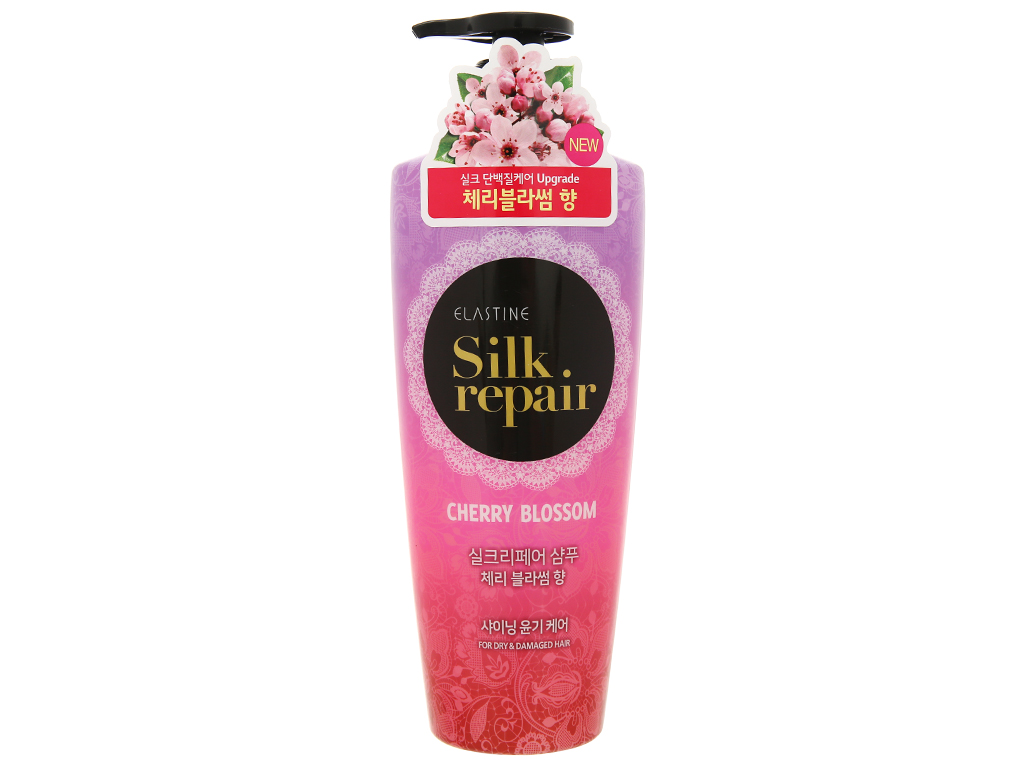 NEW
실크 단백질케어 Upgrade
체리블라썸 향
ELASTINE
Silk
repair
CHERRY BLOSSOM
실크리페어 샴푸
체리 블라썸 향
샤이닝 윤기 케어
FOR DRY & DAMAGED HAIR